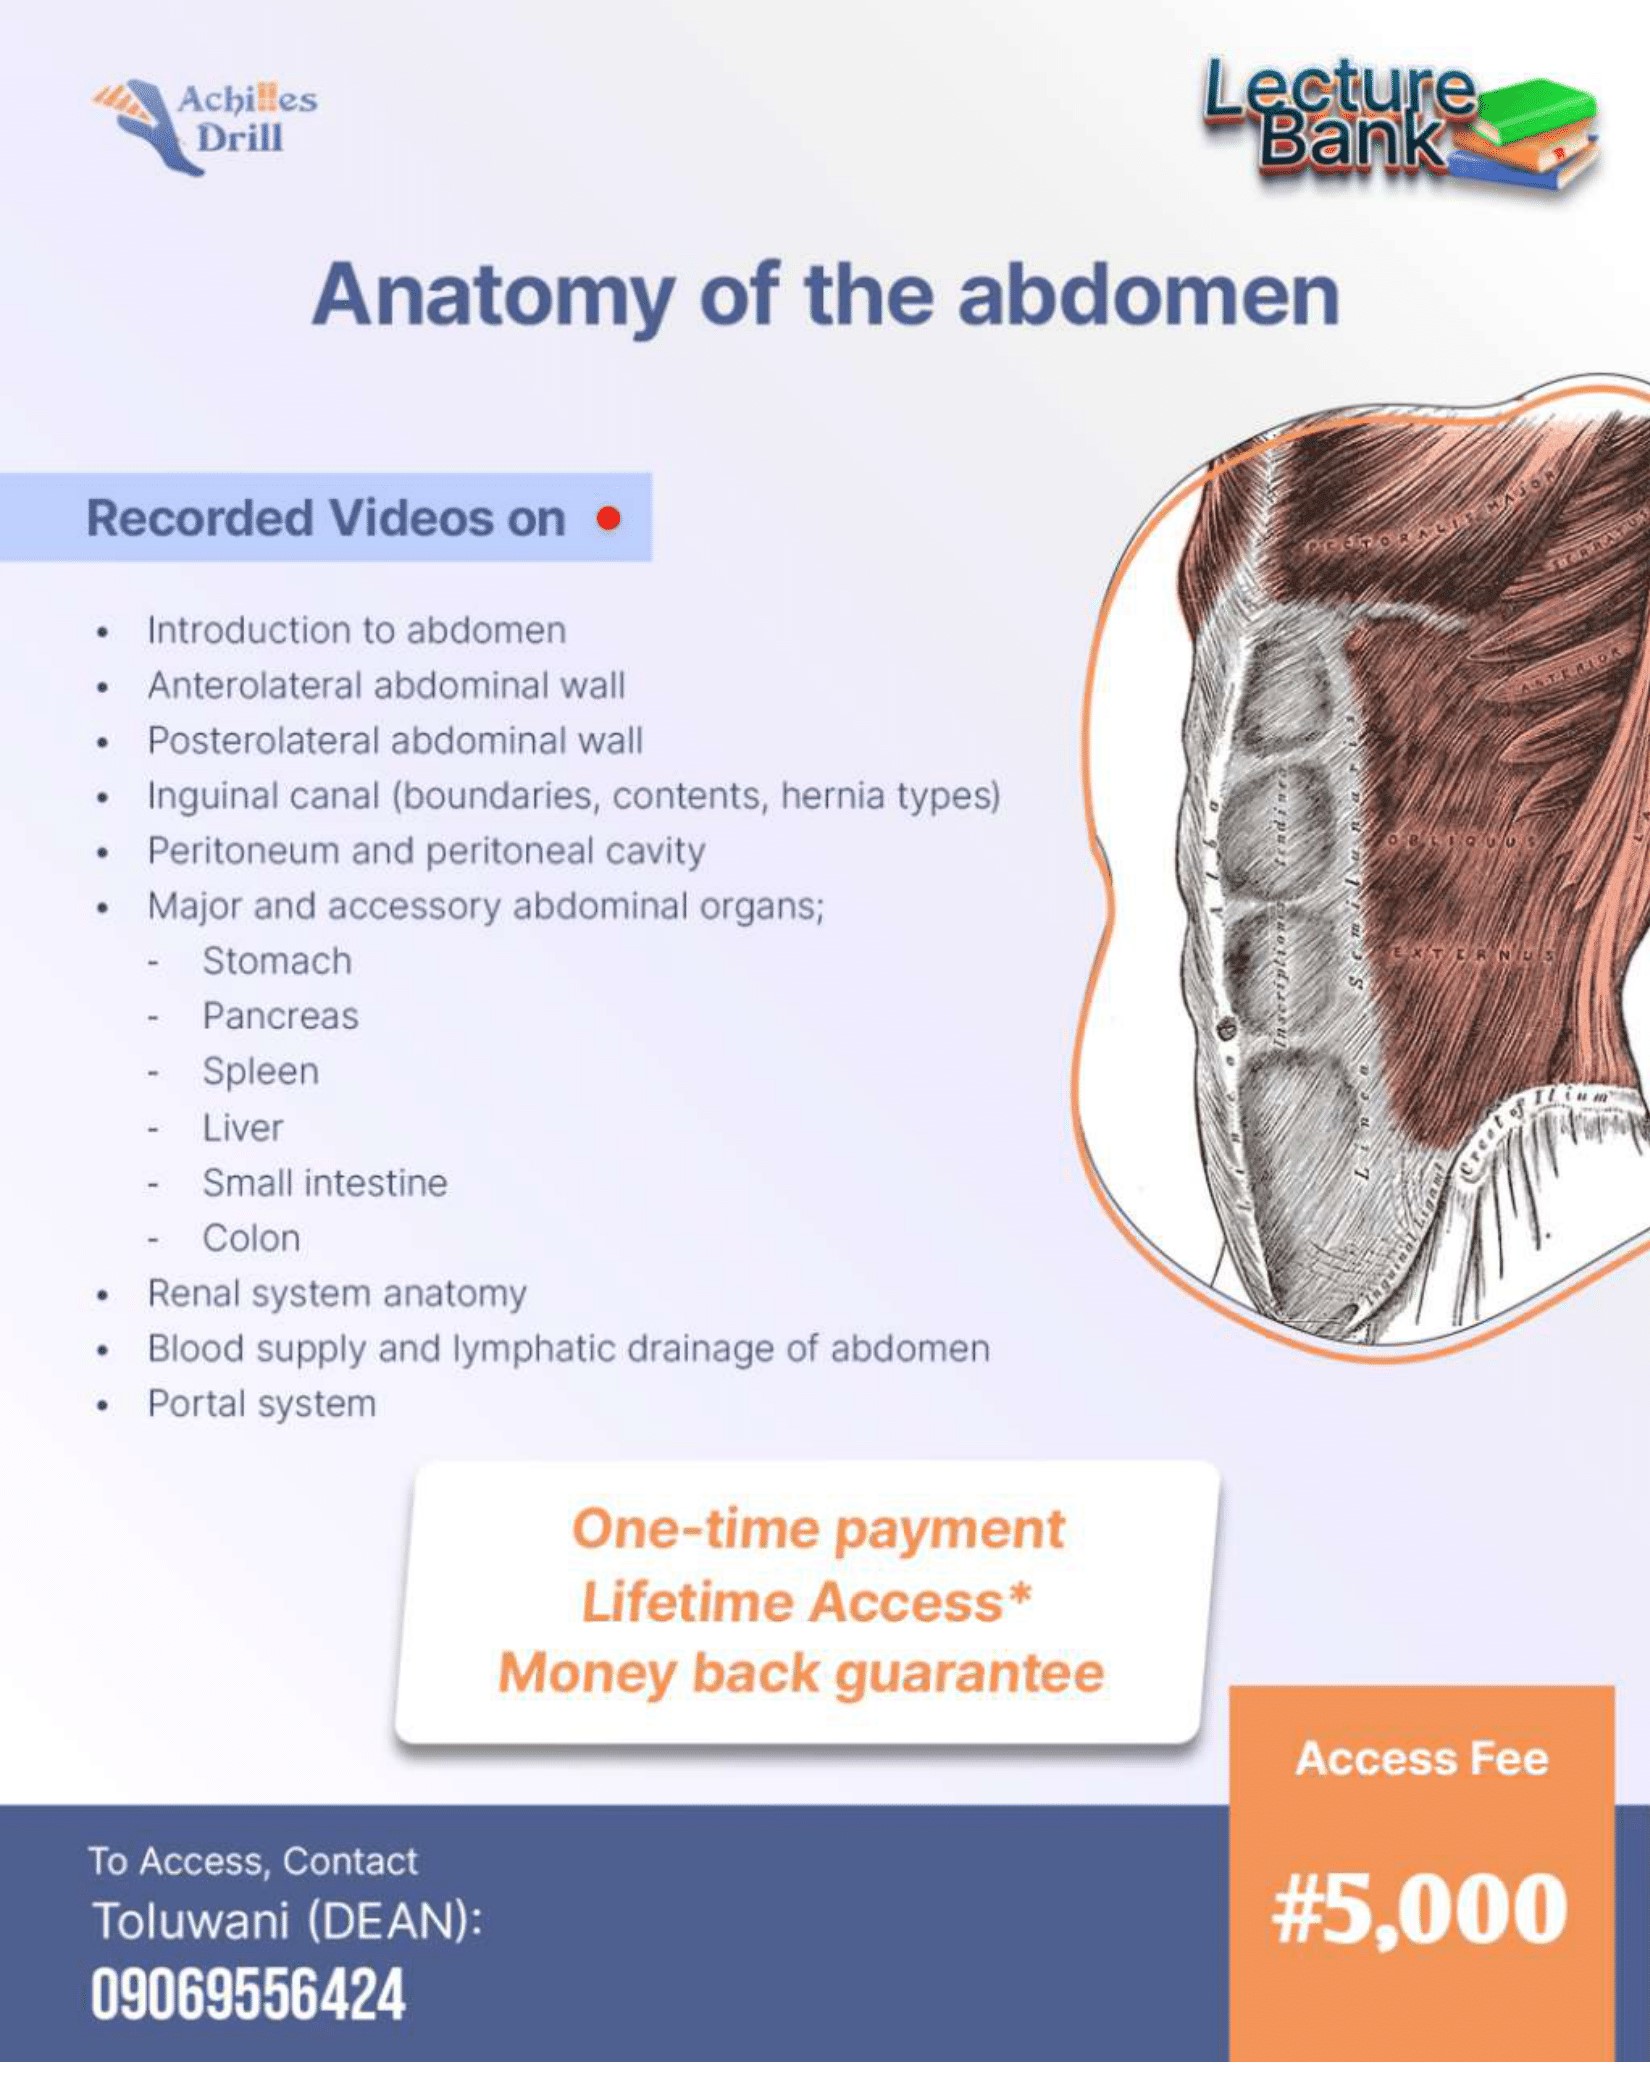 Achilles
Drill
Lecture
Bank
Anatomy of the abdomen
Recorded Videos on
• Introduction to abdomen
• Anterolateral abdominal wall
• Posterolateral abdominal wall
• Inguinal canal (boundaries, contents, hernia types)
• Peritoneum and peritoneal cavity
• Major and accessory abdominal organs;
- Stomach
- Pancreas
- Spleen
- Liver
- Small intestine
- Colon
• Renal system anatomy
• Blood supply and lymphatic drainage of abdomen
• Portal system
PECTORALIS MAJOR
ANTERIOR
OBLIQUUS
EXTERNUS
Linea Alba
Linea Semilunaris
Crest of Ilium
Inguinal Ligamt
One-time payment
Lifetime Access*
Money back guarantee
Access Fee
#5,000
To Access, Contact
Toluwani (DEAN):
09069556424